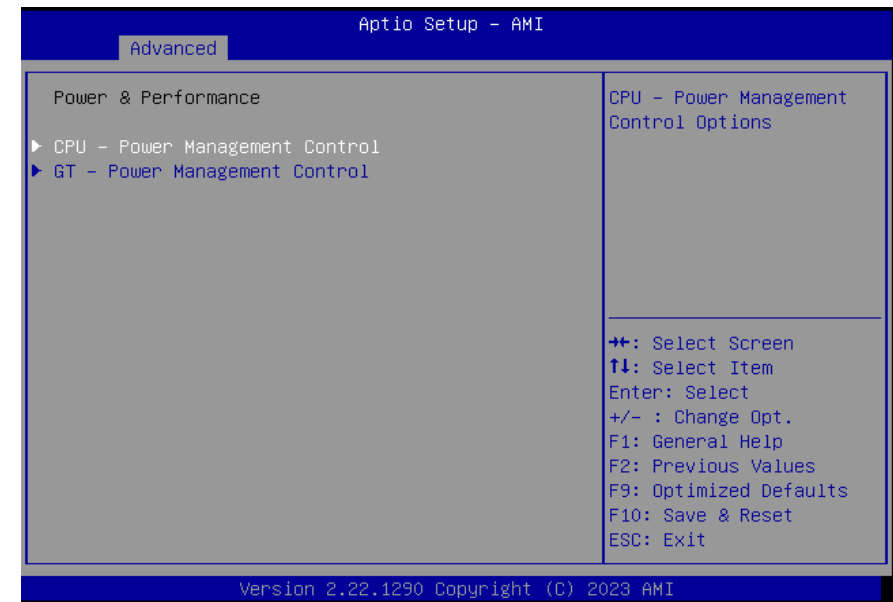 Aptio Setup – AMI
Advanced
Power & Performance
CPU – Power Management Control
GT – Power Management Control
CPU – Power Management
Control Options
→←: Select Screen
↑↓: Select Item
Enter: Select
+/- : Change Opt.
F1: General Help
F2: Previous Values
F9: Optimized Defaults
F10: Save & Reset
ESC: Exit
Version 2.22.1290 Copyright (C) 2023 AMI